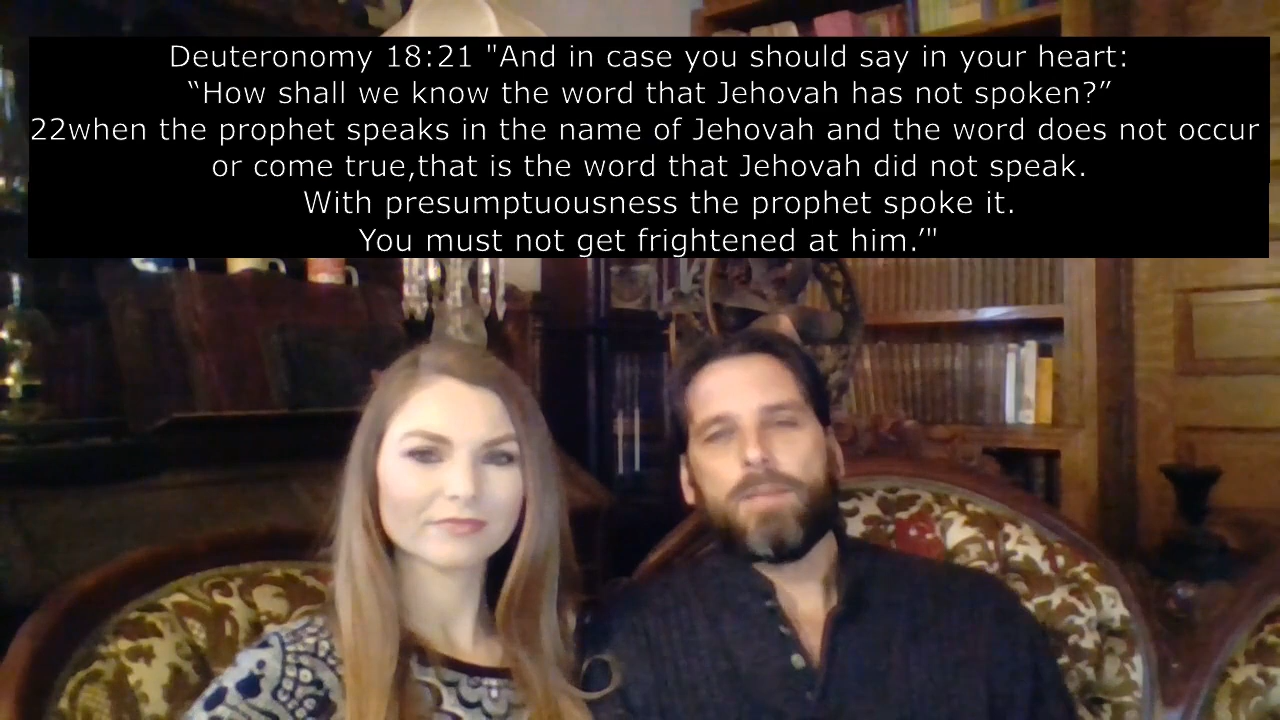 Deuteronomy 18:21 "And in case you should say in your heart:
“How shall we know the word that Jehovah has not spoken?”
22when the prophet speaks in the name of Jehovah and the word does not occur
or come true,that is the word that Jehovah did not speak.
With presumptuousness the prophet spoke it.
You must not get frightened at him.’"